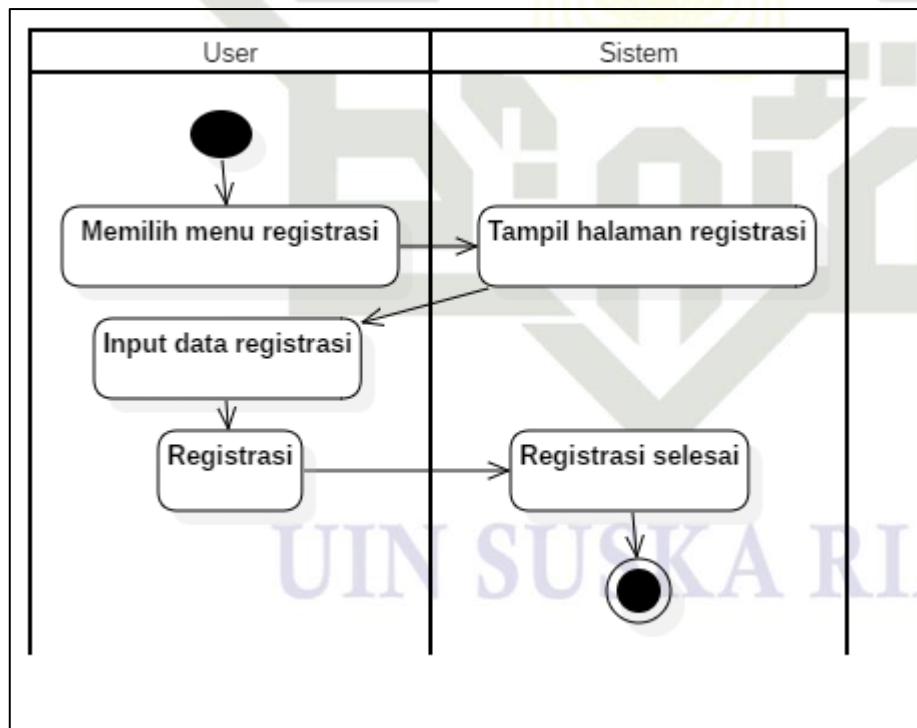 User
Sistem
Memilih menu registrasi
Tampil halaman registrasi
Input data registrasi
Registrasi
Registrasi selesai
UIN SUSKA RI